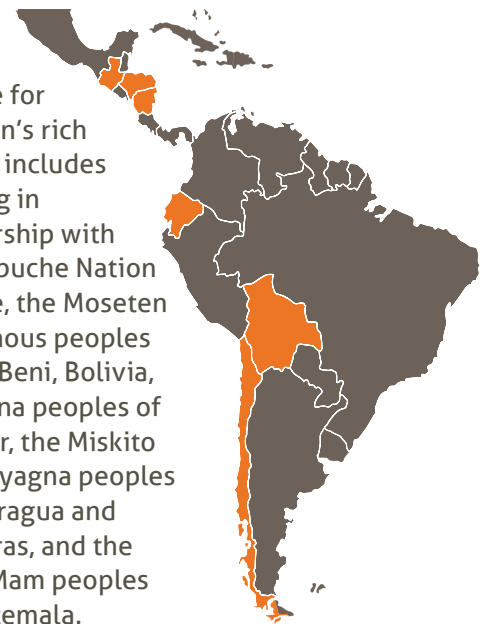 e for
n's rich
includes
g in
rship with
buche Nation
e, the Moseten
nous peoples
Beni, Bolivia,
na peoples of
r, the Miskito
yagna peoples
ragua and
ras, and the
Mam peoples
temala.